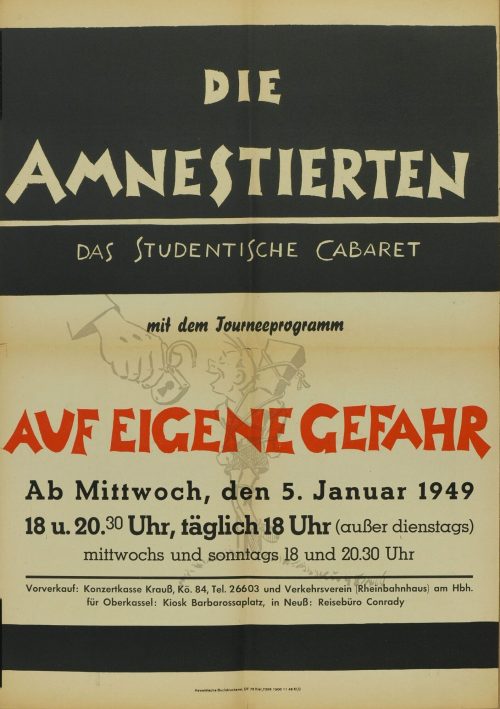 DIE
AMNESTIERTEN
DAS STUDENTISCHE CABARET
mit dem Tourneeprogramm
AUF EIGENE GEFAHR
Ab Mittwoch, den 5. Januar 1949
18 u. 20.30 Uhr, täglich 18 Uhr (außer dienstags)
mittwochs und sonntags 18 und 20.30 Uhr
Vorverkauf: Konzertkasse Krauß, Kö. 84, Tel. 26603 und Verkehrsverein (Rheinbahnhaus) am Hbh.
für Oberkassel: Kiosk Barbarossaplatz, in Neuß: Reisebüro Conrady